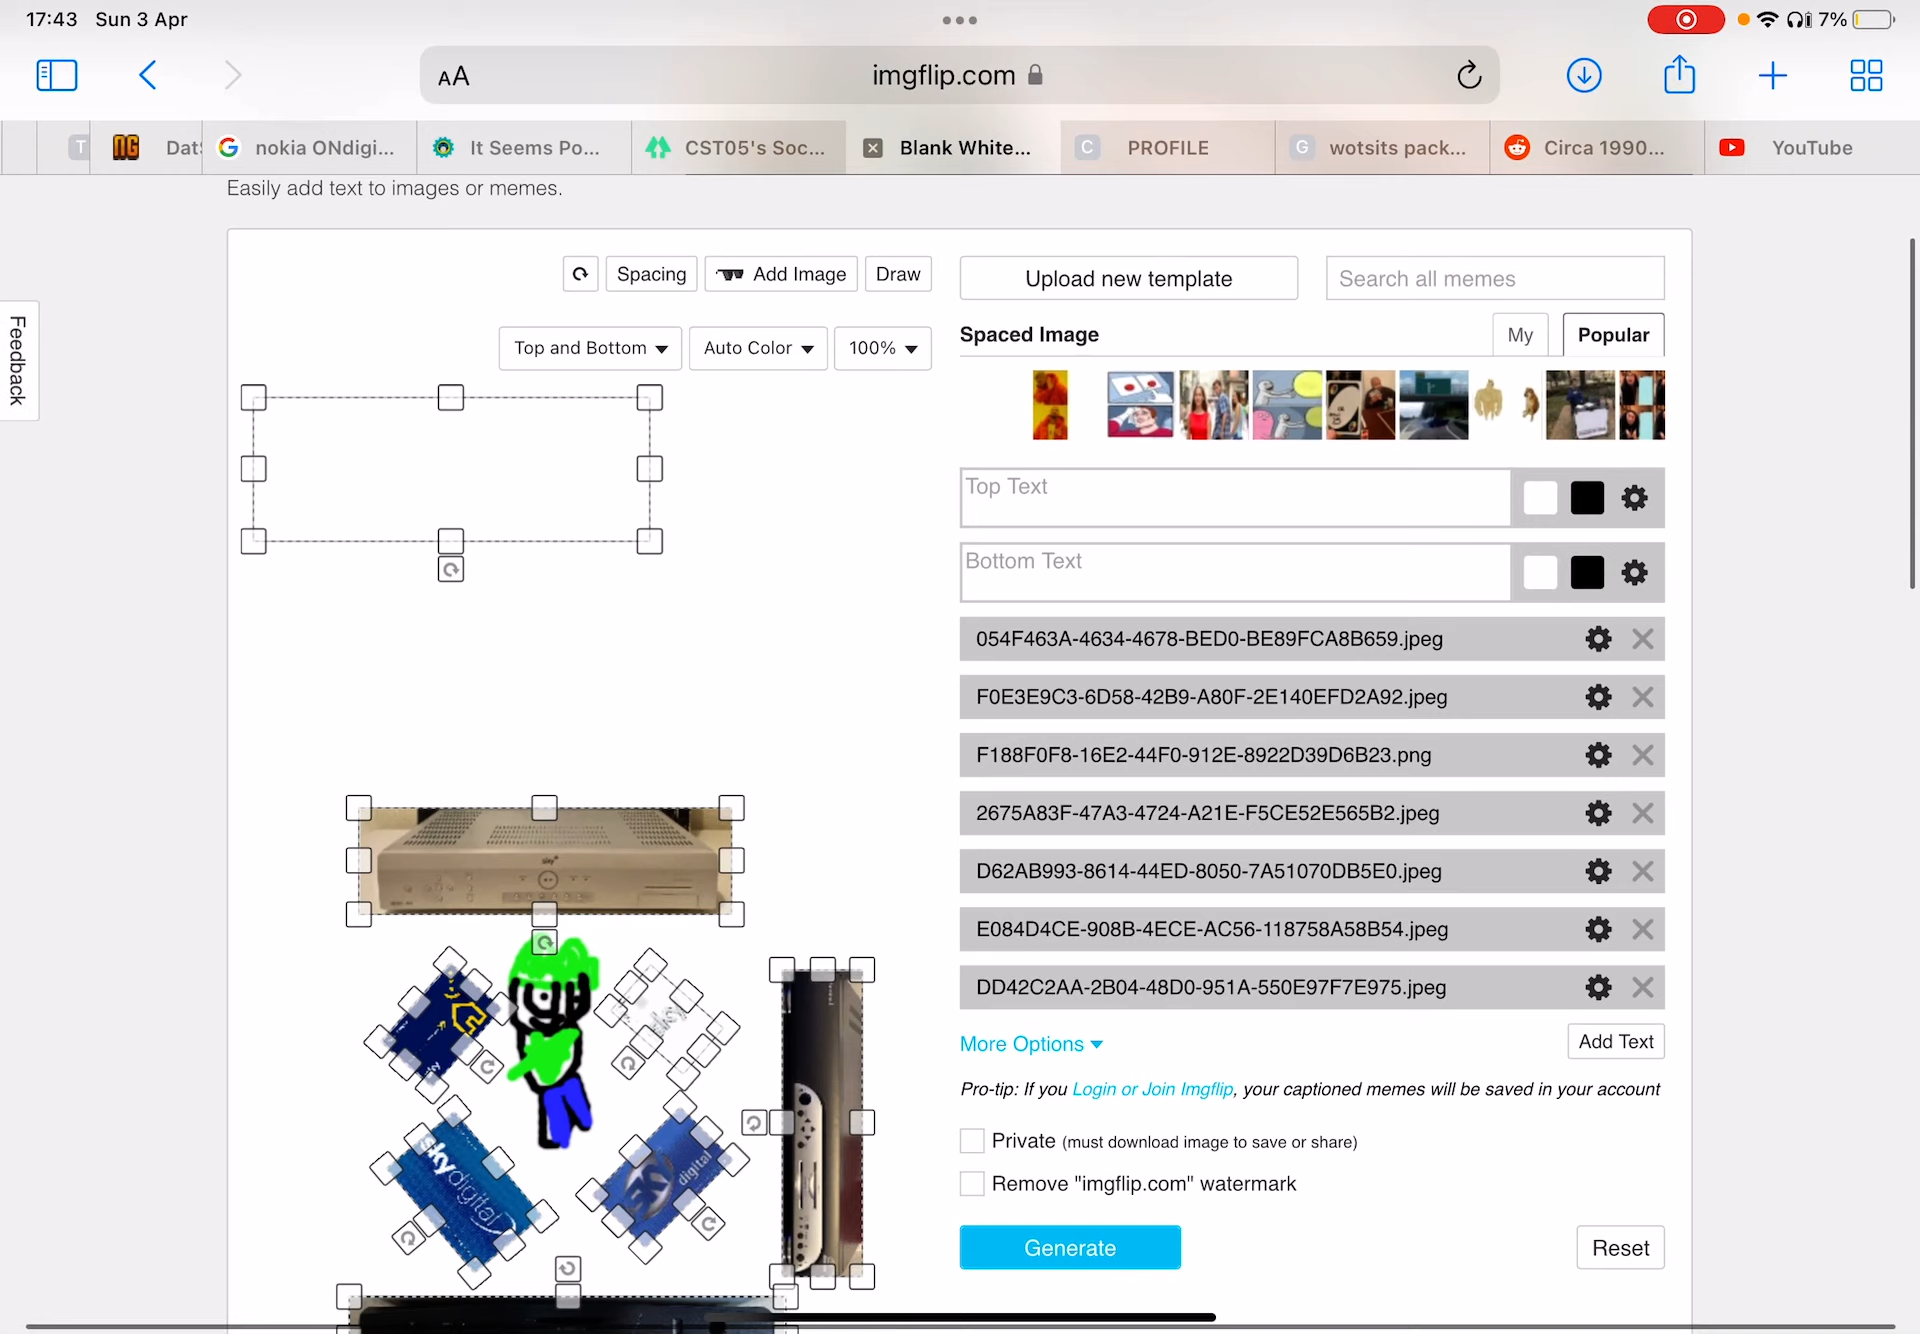 17:43 Sun 3 Apr
7%
AA
imgflip.com
T
Dat
nokia ONdigi...
It Seems Po...
CST05's Soc...
Blank White...
C PROFILE
G wotsits pack...
Circa 1990...
YouTube
Easily add text to images or memes.
Feedback
Spacing
Add Image
Draw
Top and Bottom
Auto Color
100%
Upload new template
Search all memes
Spaced Image
My
Popular
Top Text
Bottom Text
054F463A-4634-4678-BED0-BE89FCA8B659.jpeg
F0E3E9C3-6D58-42B9-A80F-2E140EFD2A92.jpeg
F188F0F8-16E2-44F0-912E-8922D39D6B23.png
2675A83F-47A3-4724-A21E-F5CE52E565B2.jpeg
D62AB993-8614-44ED-8050-7A51070DB5E0.jpeg
E084D4CE-908B-4ECE-AC56-118758A58B54.jpeg
DD42C2AA-2B04-48D0-951A-550E97F7E975.jpeg
More Options
Add Text
Pro-tip: If you Login or Join Imgflip, your captioned memes will be saved in your account
Private (must download image to save or share)
Remove "imgflip.com" watermark
Generate
Reset
sky
sky
sky digital
sky digital